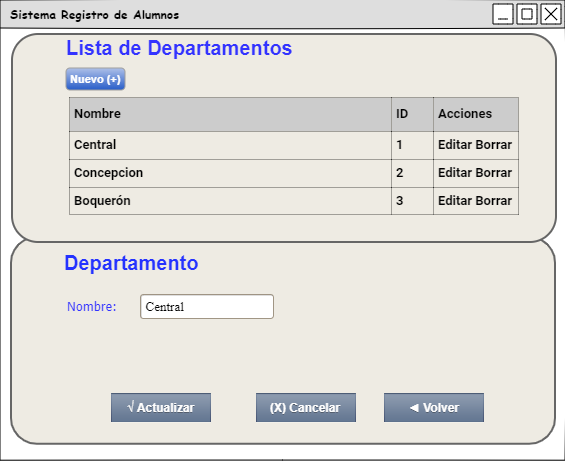 Sistema Registro de Alumnos
Lista de Departamentos
Nuevo (+)
Nombre ID Acciones
Central 1 Editar Borrar
Concepcion 2 Editar Borrar
Boquerón 3 Editar Borrar
Departamento
Nombre: Central
√ Actualizar (X) Cancelar ◄ Volver